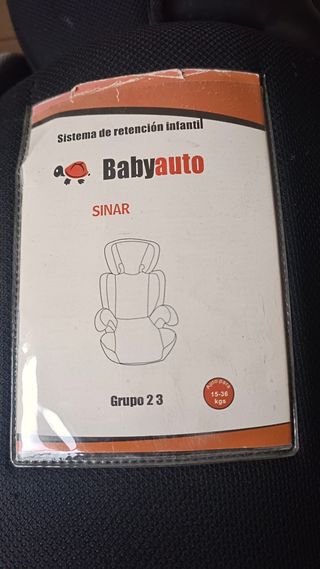 Sistema de retención infantil
Babyauto
SINAR
Grupo 2 3
apto para
15-36
kgs